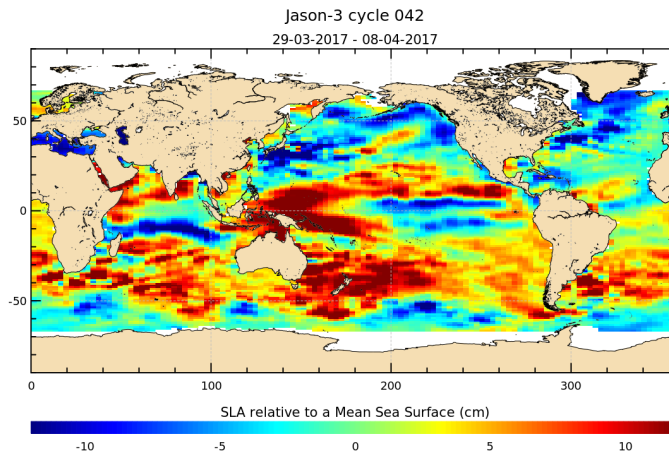 Jason-3 cycle 042
29-03-2017 - 08-04-2017
50
0
-50
0 100 200 300
SLA relative to a Mean Sea Surface (cm)
-10 -5 0 5 10